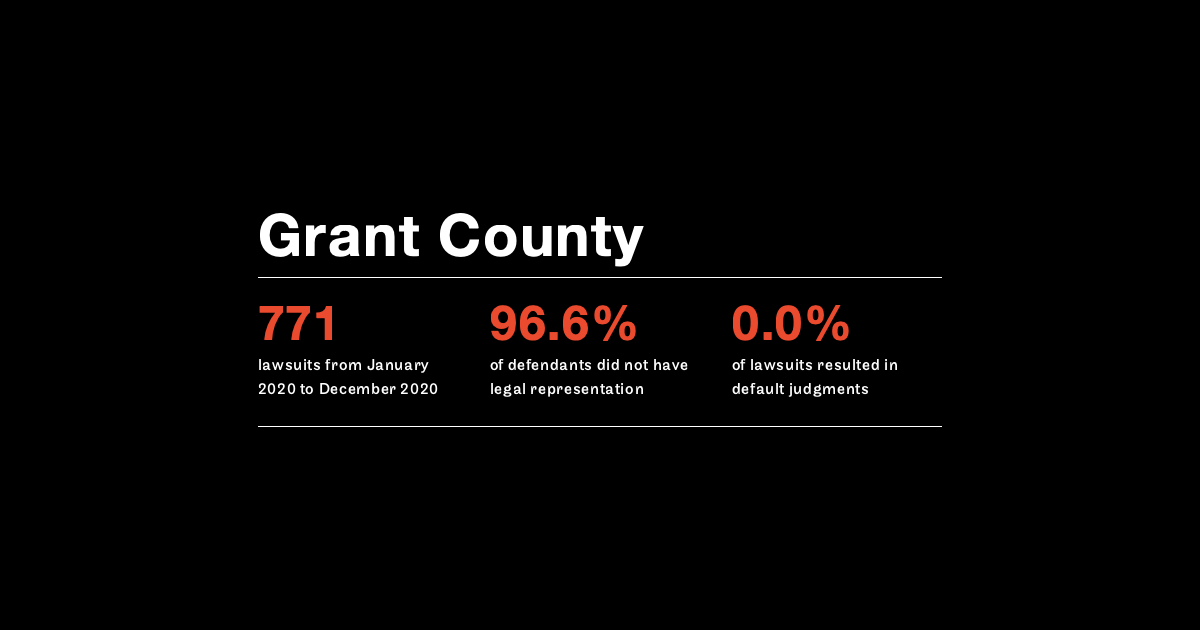 Grant County
771
lawsuits from January
2020 to December 2020
96.6%
of defendants did not have
legal representation
0.0%
of lawsuits resulted in
default judgments